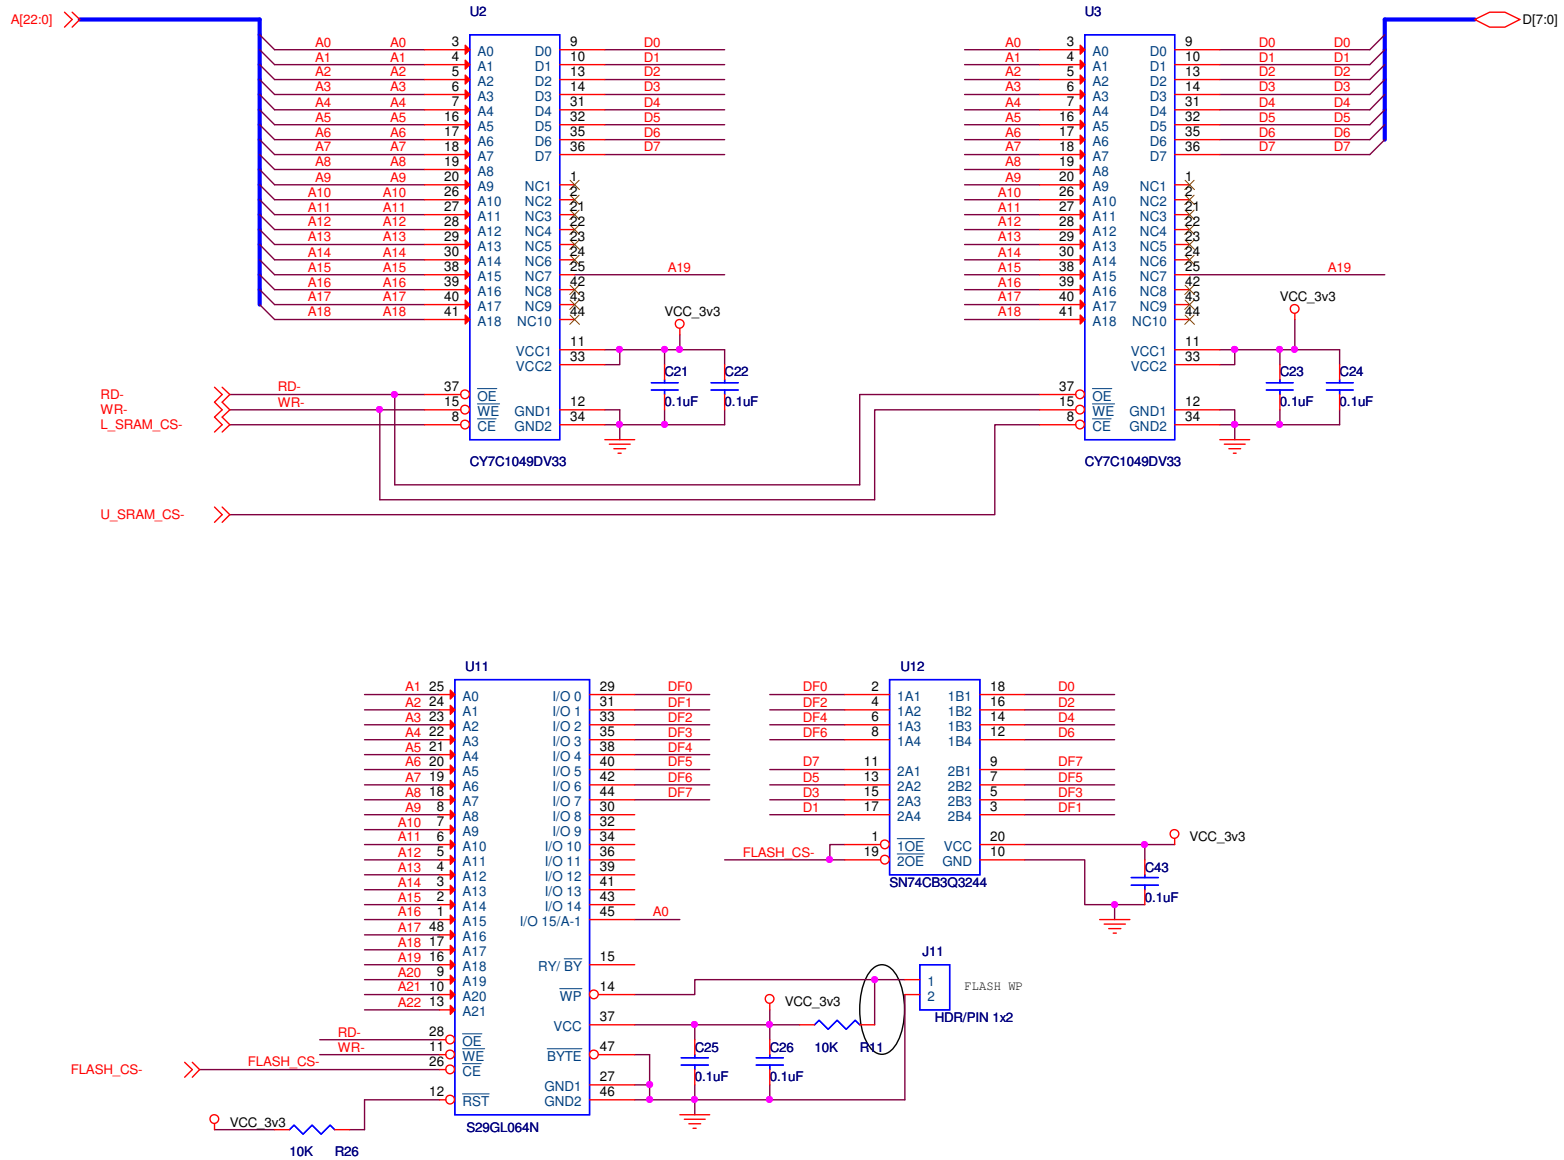 U2 U3
A[22:0] D[7:0]
A0 A0 3 A0 D0 9 D0 A0 3 A0 D0 9 D0 D0
A1 A1 4 A1 D1 10 D1 A1 4 A1 D1 10 D1 D1
A2 A2 5 A2 D2 13 D2 A2 5 A2 D2 13 D2 D2
A3 A3 6 A3 D3 14 D3 A3 6 A3 D3 14 D3 D3
A4 A4 7 A4 D4 31 D4 A4 7 A4 D4 31 D4 D4
A5 A5 16 A5 D5 32 D5 A5 16 A5 D5 32 D5 D5
A6 A6 17 A6 D6 35 D6 A6 17 A6 D6 35 D6 D6
A7 A7 18 A7 D7 36 D7 A7 18 A7 D7 36 D7 D7
A8 A8 19 A8 A8 19 A8
A9 A9 20 A9 NC1 1 A9 20 A9 NC1 1
A10 A10 26 A10 NC2 2 A10 26 A10 NC2 2
A11 A11 27 A11 NC3 21 A11 27 A11 NC3 21
A12 A12 28 A12 NC4 22 A12 28 A12 NC4 22
A13 A13 29 A13 NC5 23 A13 29 A13 NC5 23
A14 A14 30 A14 NC6 24 A14 30 A14 NC6 24
A15 A15 38 A15 NC7 25 A19 A15 38 A15 NC7 25 A19
A16 A16 39 A16 NC8 42 A16 39 A16 NC8 42
A17 A17 40 A17 NC9 43 A17 40 A17 NC9 43 VCC_3v3
A18 A18 41 A18 NC10 44 VCC_3v3 A18 41 A18 NC10 44
VCC1 11 VCC1 11
VCC2 33 C21 C22 VCC2 33 C23 C24
RD- RD- 37 OE 0.1uF 0.1uF 37 OE 0.1uF 0.1uF
WR- WR- 15 WE GND1 12 15 WE GND1 12
L_SRAM_CS- 8 CE GND2 34 8 CE GND2 34
CY7C1049DV33 CY7C1049DV33
U_SRAM_CS-
U11 U12
A1 25 A0 I/O 0 29 DF0 DF0 2 1A1 1B1 18 D0
A2 24 A1 I/O 1 31 DF1 DF2 4 1A2 1B2 16 D2
A3 23 A2 I/O 2 33 DF2 DF4 6 1A3 1B3 14 D4
A4 22 A3 I/O 3 35 DF3 DF6 8 1A4 1B4 12 D6
A5 21 A4 I/O 4 38 DF4
A6 20 A5 I/O 5 40 DF5 D7 11 2A1 2B1 9 DF7
A7 19 A6 I/O 6 42 DF6 D5 13 2A2 2B2 7 DF5
A8 18 A7 I/O 7 44 DF7 D3 15 2A3 2B3 5 DF3
A9 8 A8 I/O 8 30 D1 17 2A4 2B4 3 DF1
A10 7 A9 I/O 9 32
A11 6 A10 I/O 10 34 1 1OE VCC 20 VCC_3v3
A12 5 A11 I/O 11 36 FLASH_CS- 19 2OE GND 10
A13 4 A12 I/O 12 39 SN74CB3Q3244 C43
A14 3 A13 I/O 13 41 0.1uF
A15 2 A14 I/O 14 43
A16 1 A15 I/O 15/A-1 45 A0
A17 48 A16
A18 17 A17
A19 16 A18 RY/ BY 15 J11
A20 9 A19 1
A21 10 A20 WP 14 2 FLASH WP
A22 13 A21 VCC_3v3 HDR/PIN 1x2
VCC 37
RD- 28 OE 10K R11
WR- 11 WE BYTE 47 C25 C26
FLASH_CS- FLASH_CS- 26 CE 0.1uF 0.1uF
GND1 27
12 RST GND2 46
VCC_3v3 S29GL064N
10K R26